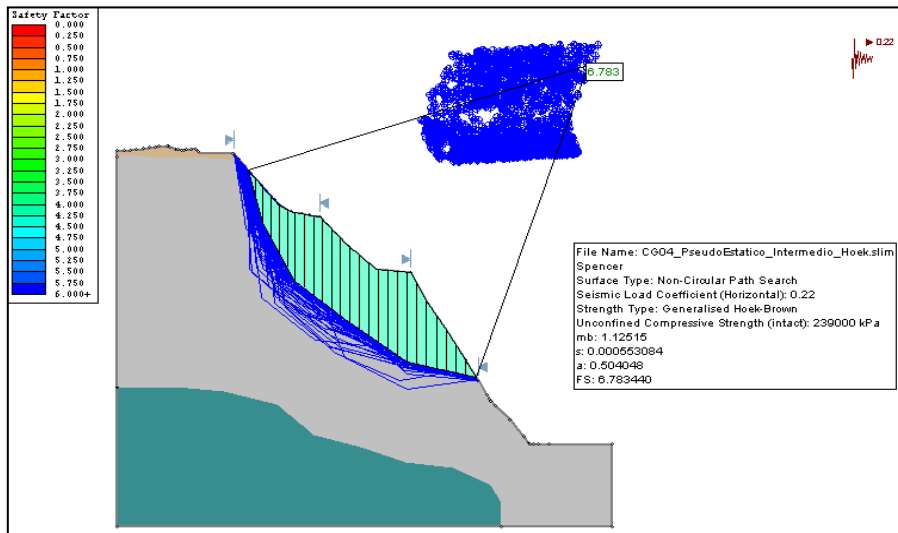 Safety Factor
0.000
0.250
0.500
0.750
1.000
1.250
1.500
1.750
2.000
2.250
2.500
2.750
3.000
3.250
3.500
3.750
4.000
4.250
4.500
4.750
5.000
5.250
5.500
5.750
6.000+
6.783
0.22
File Name: CG04_PseudoEstatico_Intermedio_Hoek.slim
Spencer
Surface Type: Non-Circular Path Search
Seismic Load Coefficient (Horizontal): 0.22
Strength Type: Generalised Hoek-Brown
Unconfined Compressive Strength (intact): 239000 kPa
mb: 1.12515
s: 0.000553084
a: 0.504048
FS: 6.783440